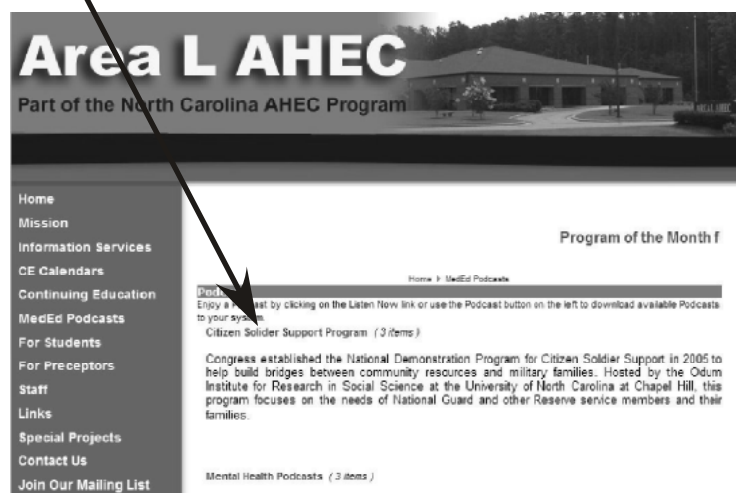 Area L AHEC
Part of the North Carolina AHEC Program
AREA L AHEC
Home
Mission
Information Services
CE Calendars
Continuing Education
MedEd Podcasts
For Students
For Preceptors
Staff
Links
Special Projects
Contact Us
Join Our Mailing List
Program of the Month f
Home MedEd Podcasts
Enjoy a by clicking on the Listen Now link or use the Podcast button on the left to download available Podcasts
to your system.
Citizen Solider Support Program ( 3 items )
Congress established the National Demonstration Program for Citizen Soldier Support in 2005 to
help build bridges between community resources and military families. Hosted by the Odum
Institute for Research in Social Science at the University of North Carolina at Chapel Hill, this
program focuses on the needs of National Guard and other Reserve service members and their
families.
Mental Health Podcasts ( 3 items )